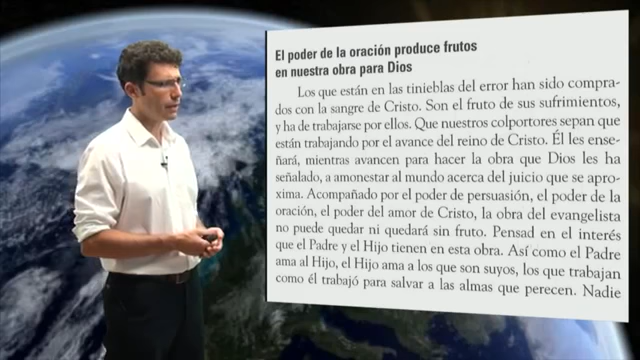 El poder de la oración produce frutos
en nuestra obra para Dios
Los que están en las tinieblas del error han sido compra-
dos con la sangre de Cristo. Son el fruto de sus sufrimientos,
y ha de trabajarse por ellos. Que nuestros colportores sepan que
están trabajando por el avance del reino de Cristo. Él les ense-
ñará, mientras avancen para hacer la obra que Dios les ha
señalado, a amonestar al mundo acerca del juicio que se apro-
xima. Acompañado por el poder de persuasión, el poder de la
oración, el poder del amor de Cristo, la obra del evangelista
no puede quedar ni quedará sin fruto. Pensad en el interés
que el Padre y el Hijo tienen en esta obra. Así como el Padre
ama al Hijo, el Hijo ama a los que son suyos, los que trabajan
como él trabajó para salvar a las almas que perecen. Nadie